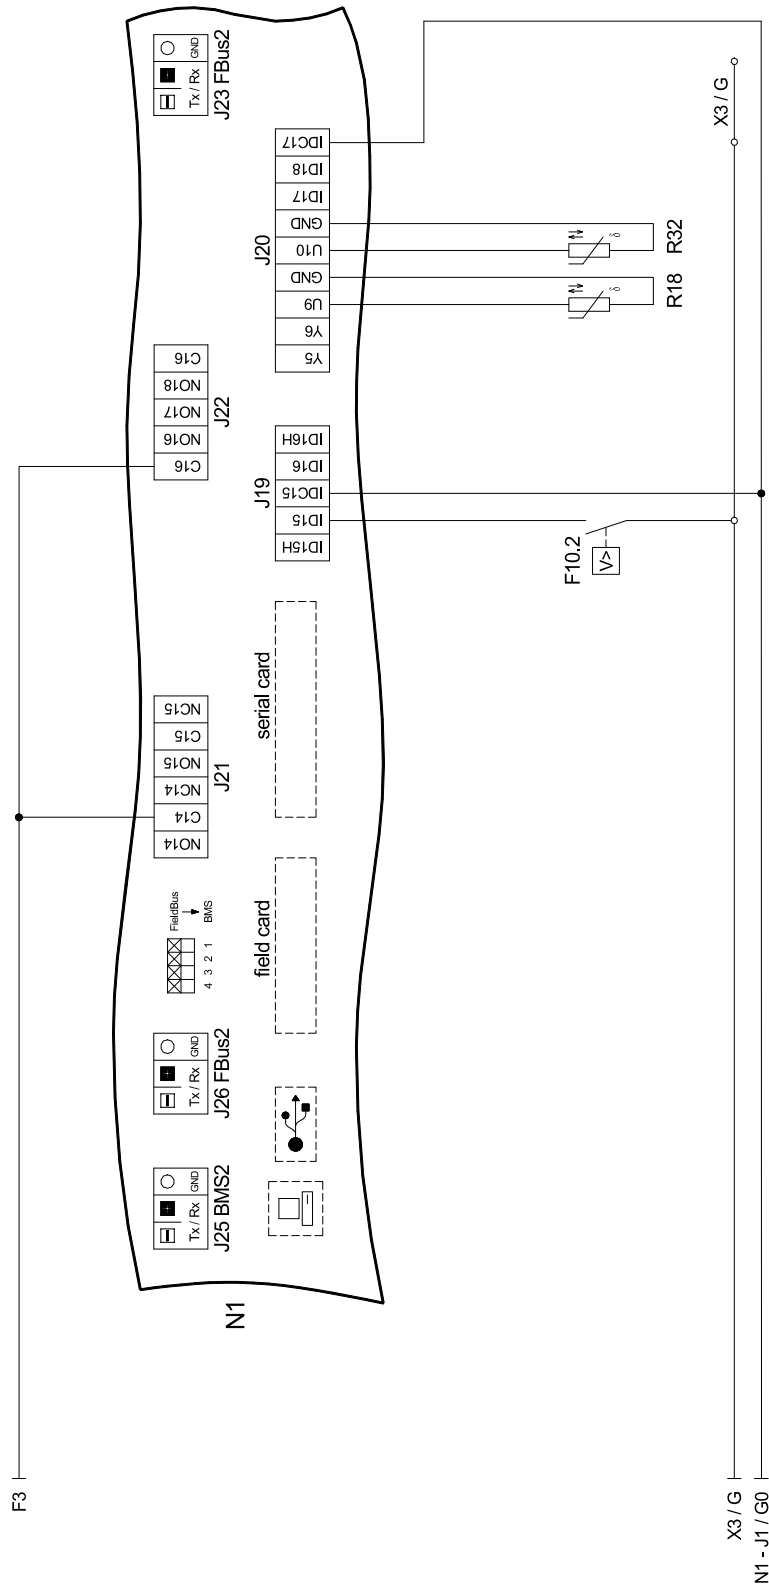 F3
N1
J25 BMS2
Tx / Rx
GND
J26 FBus2
Tx / Rx
GND
4 3 2 1
FieldBus
BMS
J21
NO14
C14
NC14
NO15
C15
NC15
J22
C16
NO16
NO17
NO18
C16
J23 FBus2
Tx / Rx
GND
field card
serial card
J19
ID15H
ID15
IDC15
ID16
ID16H
J20
Y5
Y6
U9
GND
U10
GND
ID17
ID18
IDC17
F10.2
V>
R18
R32
X3 / G
X3 / G
N1 - J1 / G0